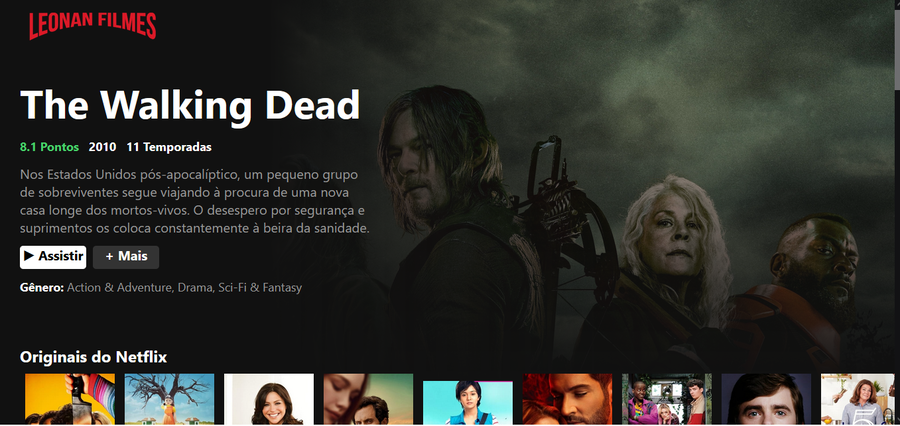 LEONAN FILMES
The Walking Dead
8.1 Pontos 2010 11 Temporadas
Nos Estados Unidos pós-apocalíptico, um pequeno grupo
de sobreviventes segue viajando à procura de uma nova
casa longe dos mortos-vivos. O desespero por segurança e
suprimentos os coloca constantemente à beira da sanidade.
▶ Assistir + Mais
Gênero: Action & Adventure, Drama, Sci-Fi & Fantasy
Originais do Netflix